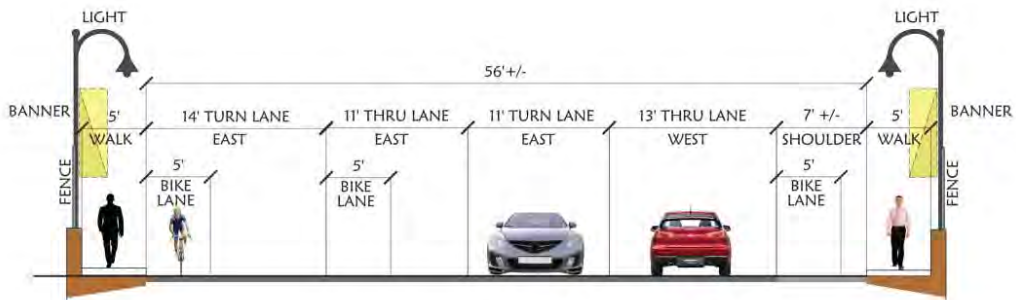 LIGHT
LIGHT
56'+/-
BANNER
5'
14' TURN LANE
11' THRU LANE
11' TURN LANE
13' THRU LANE
7' +/-
5'
BANNER
WALK
EAST
EAST
EAST
WEST
SHOULDER
WALK
FENCE
5'
BIKE
LANE
5'
BIKE
LANE
5'
BIKE
LANE
FENCE